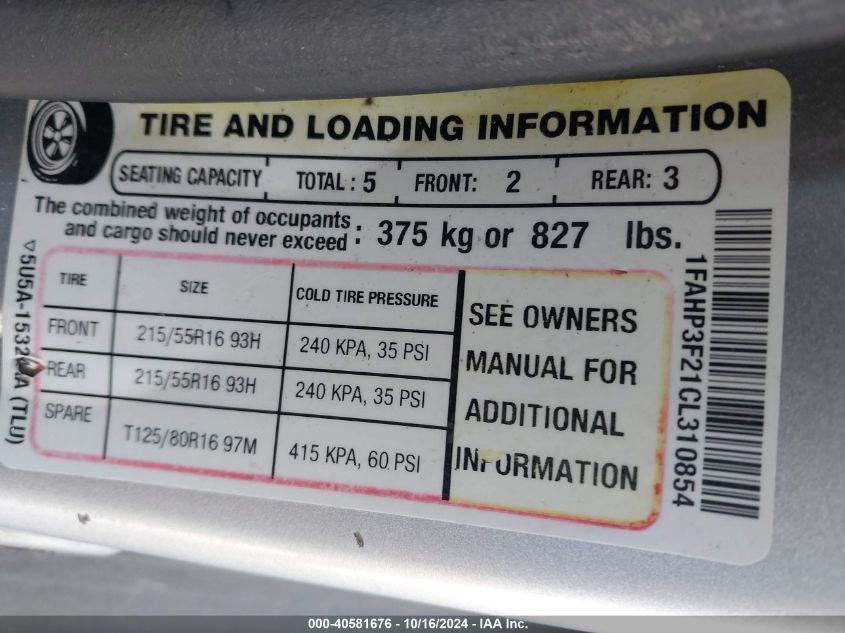 TIRE AND LOADING INFORMATION
SEATING CAPACITY TOTAL : 5 FRONT: 2 REAR: 3
The combined weight of occupants
and cargo should never exceed : 375 kg or 827 lbs.
TIRE SIZE COLD TIRE PRESSURE
FRONT 215/55R16 93H 240 KPA, 35 PSI
REAR 215/55R16 93H 240 KPA, 35 PSI
SPARE T125/80R16 97M 415 KPA, 60 PSI
SEE OWNERS
MANUAL FOR
ADDITIONAL
INFORMATION
1FAHP3F21CL310854
(TLU)
000-40581676 - 10/16/2024 - IAA Inc.